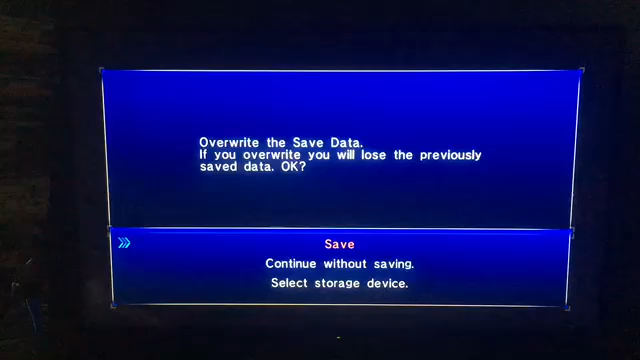 Overwrite the Save Data.
If you overwrite you will lose the previously
saved data. OK?
Save
Continue without saving.
Select storage device.